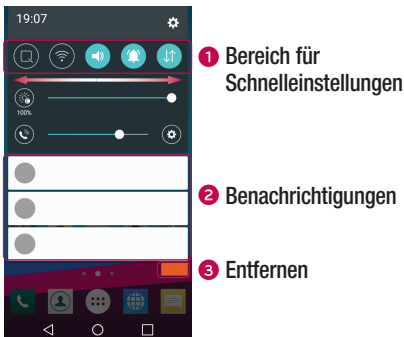 19:07
100%
1 Bereich für
Schnelleinstellungen
2 Benachrichtigungen
3 Entfernen